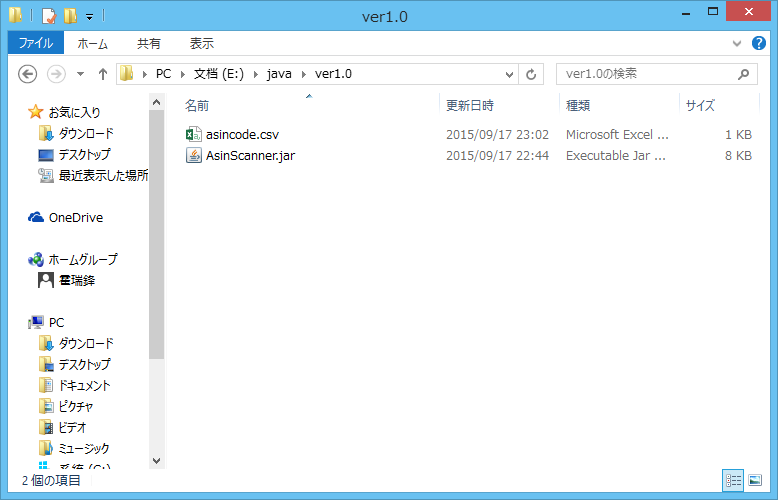 ver1.0
ファイル ホーム 共有 表示
PC 文档 (E:) java ver1.0 ver1.0の検索
名前 更新日時 種類 サイズ
お気に入り
ダウンロード
デスクトップ
最近表示した場所
OneDrive
ホームグループ
霍瑞鋒
PC
ダウンロード
デスクトップ
ドキュメント
ピクチャ
ビデオ
ミュージック
系統 (C:)
asincode.csv 2015/09/17 23:02 Microsoft Excel ... 1 KB
AsinScanner.jar 2015/09/17 22:44 Executable Jar ... 8 KB
2 個の項目